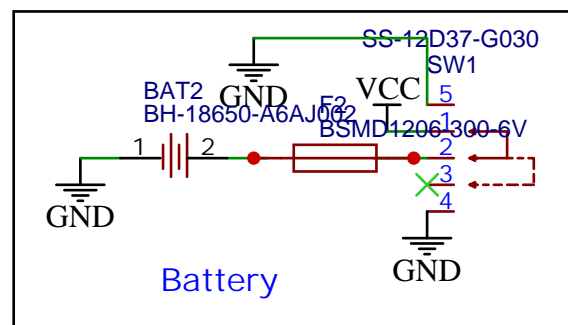 SS-12D37-G030
SW1
GND
VCC
5
1
2
3
4
BAT2
BH-18650-A6AJ002
F2
BSMD1206-300-6V
1
2
GND
GND
Battery